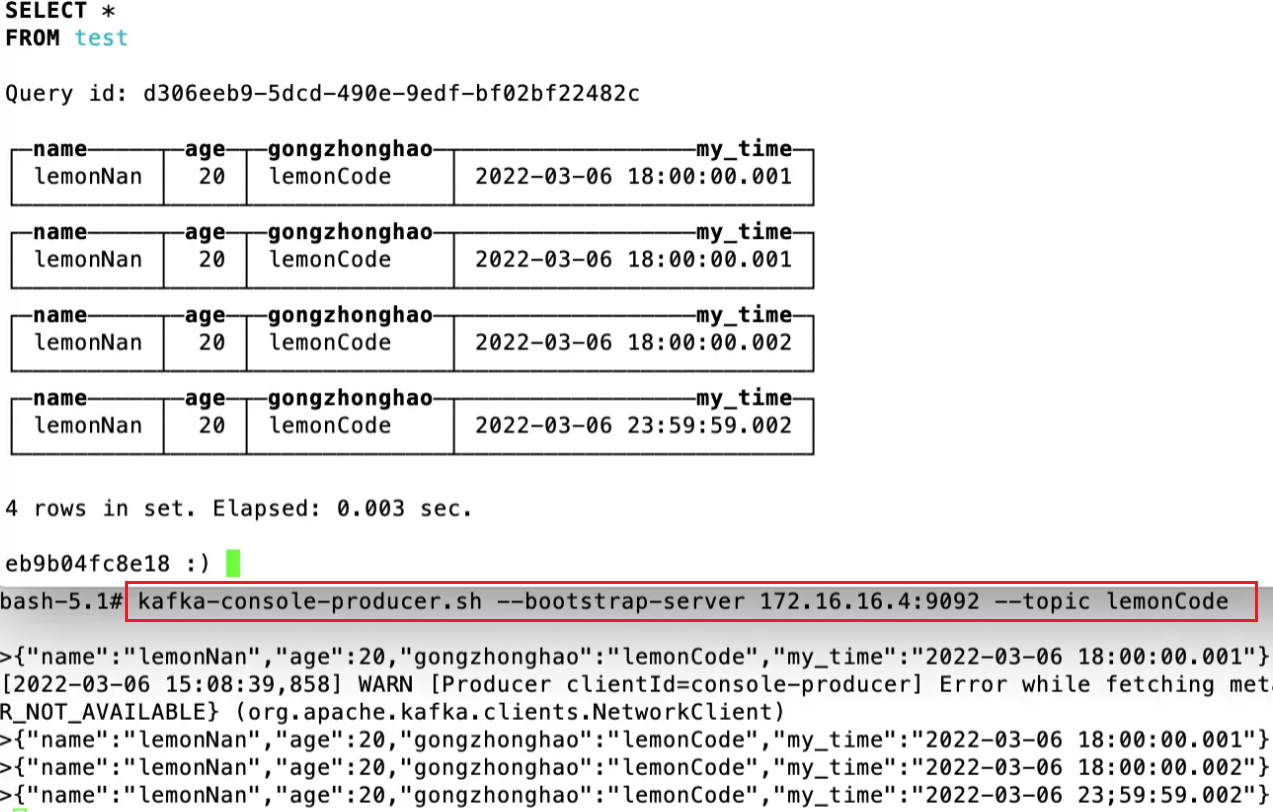 SELECT *
FROM test
Query id: d306eeb9-5dcd-490e-9edf-bf02bf22482c
name age gongzhonghao my_time
lemonNan 20 lemonCode 2022-03-06 18:00:00.001
name age gongzhonghao my_time
lemonNan 20 lemonCode 2022-03-06 18:00:00.001
name age gongzhonghao my_time
lemonNan 20 lemonCode 2022-03-06 18:00:00.002
name age gongzhonghao my_time
lemonNan 20 lemonCode 2022-03-06 23:59:59.002
4 rows in set. Elapsed: 0.003 sec.
eb9b04fc8e18 :)
bash-5.1# kafka-console-producer.sh --bootstrap-server 172.16.16.4:9092 --topic lemonCode
>{"name":"lemonNan","age":20,"gongzhonghao":"lemonCode","my_time":"2022-03-06 18:00:00.001"}
[2022-03-06 15:08:39,858] WARN [Producer clientId=console-producer] Error while fetching meta
R_NOT_AVAILABLE} (org.apache.kafka.clients.NetworkClient)
>{"name":"lemonNan","age":20,"gongzhonghao":"lemonCode","my_time":"2022-03-06 18:00:00.001"}
>{"name":"lemonNan","age":20,"gongzhonghao":"lemonCode","my_time":"2022-03-06 18:00:00.002"}
>{"name":"lemonNan","age":20,"gongzhonghao":"lemonCode","my_time":"2022-03-06 23;59:59.002"}